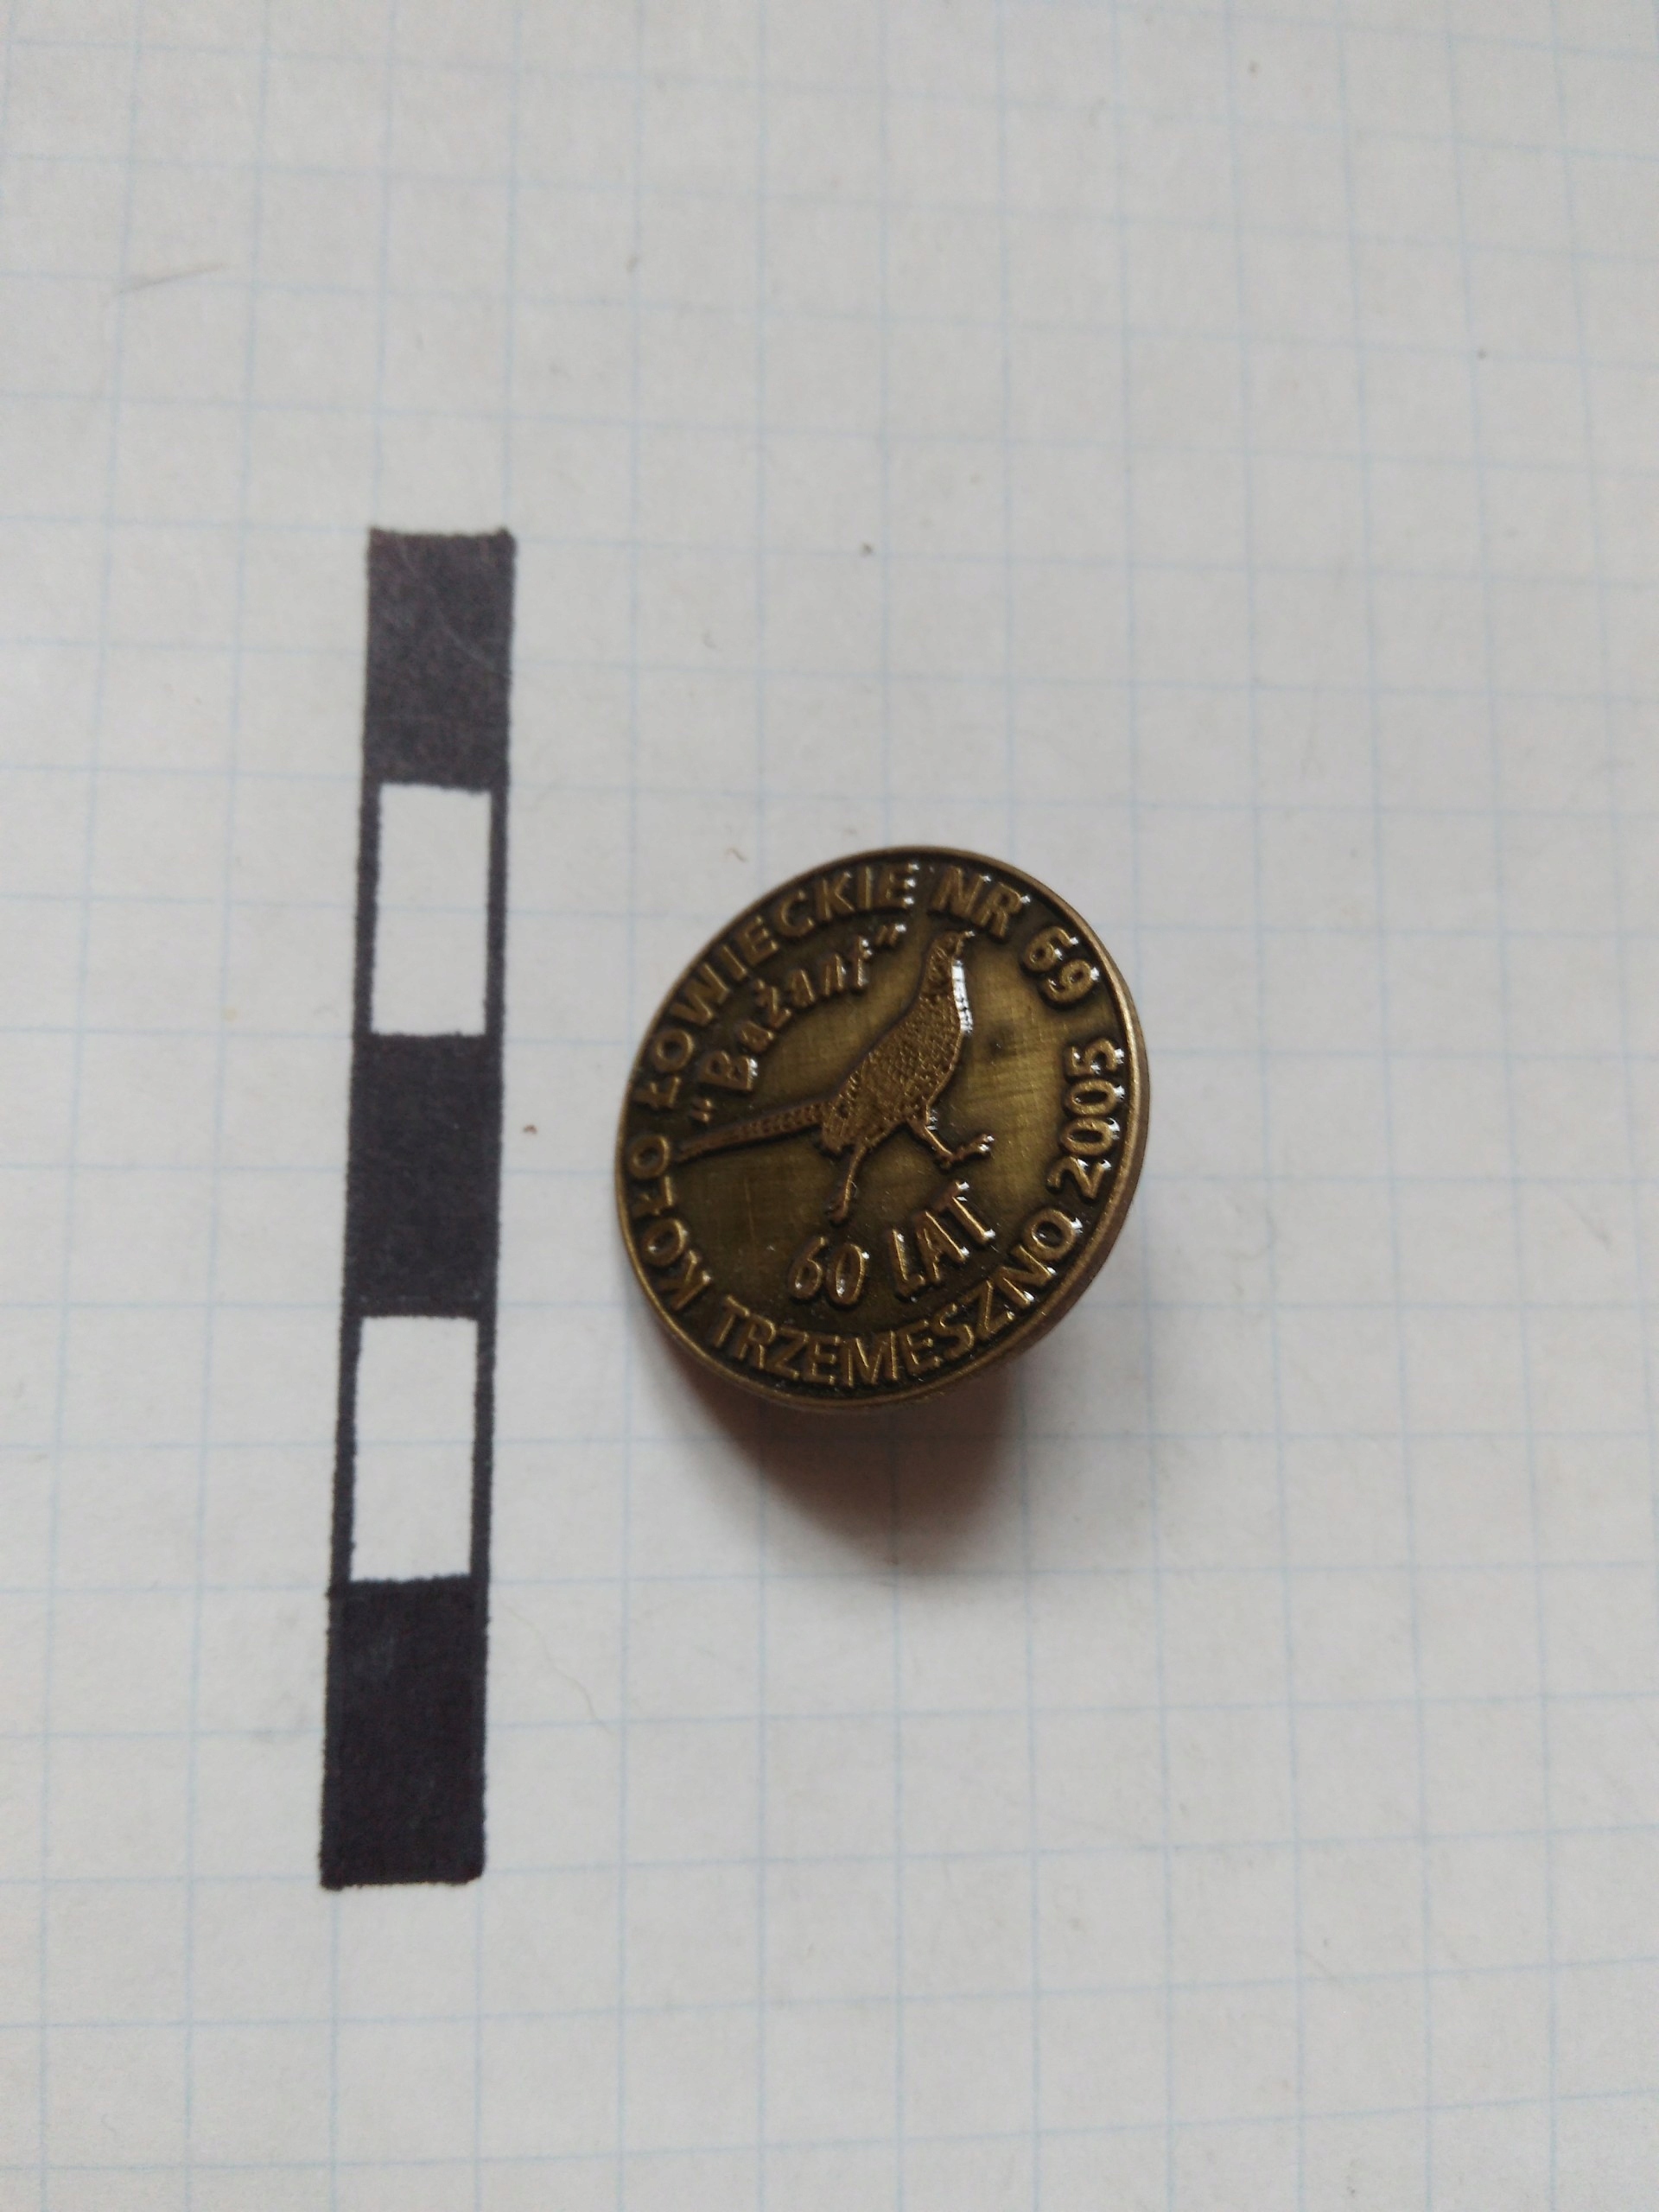 KOŁO ŁOWIECKIE NR 69
„Bażant”
60 LAT
TRZEMESZNO 2005